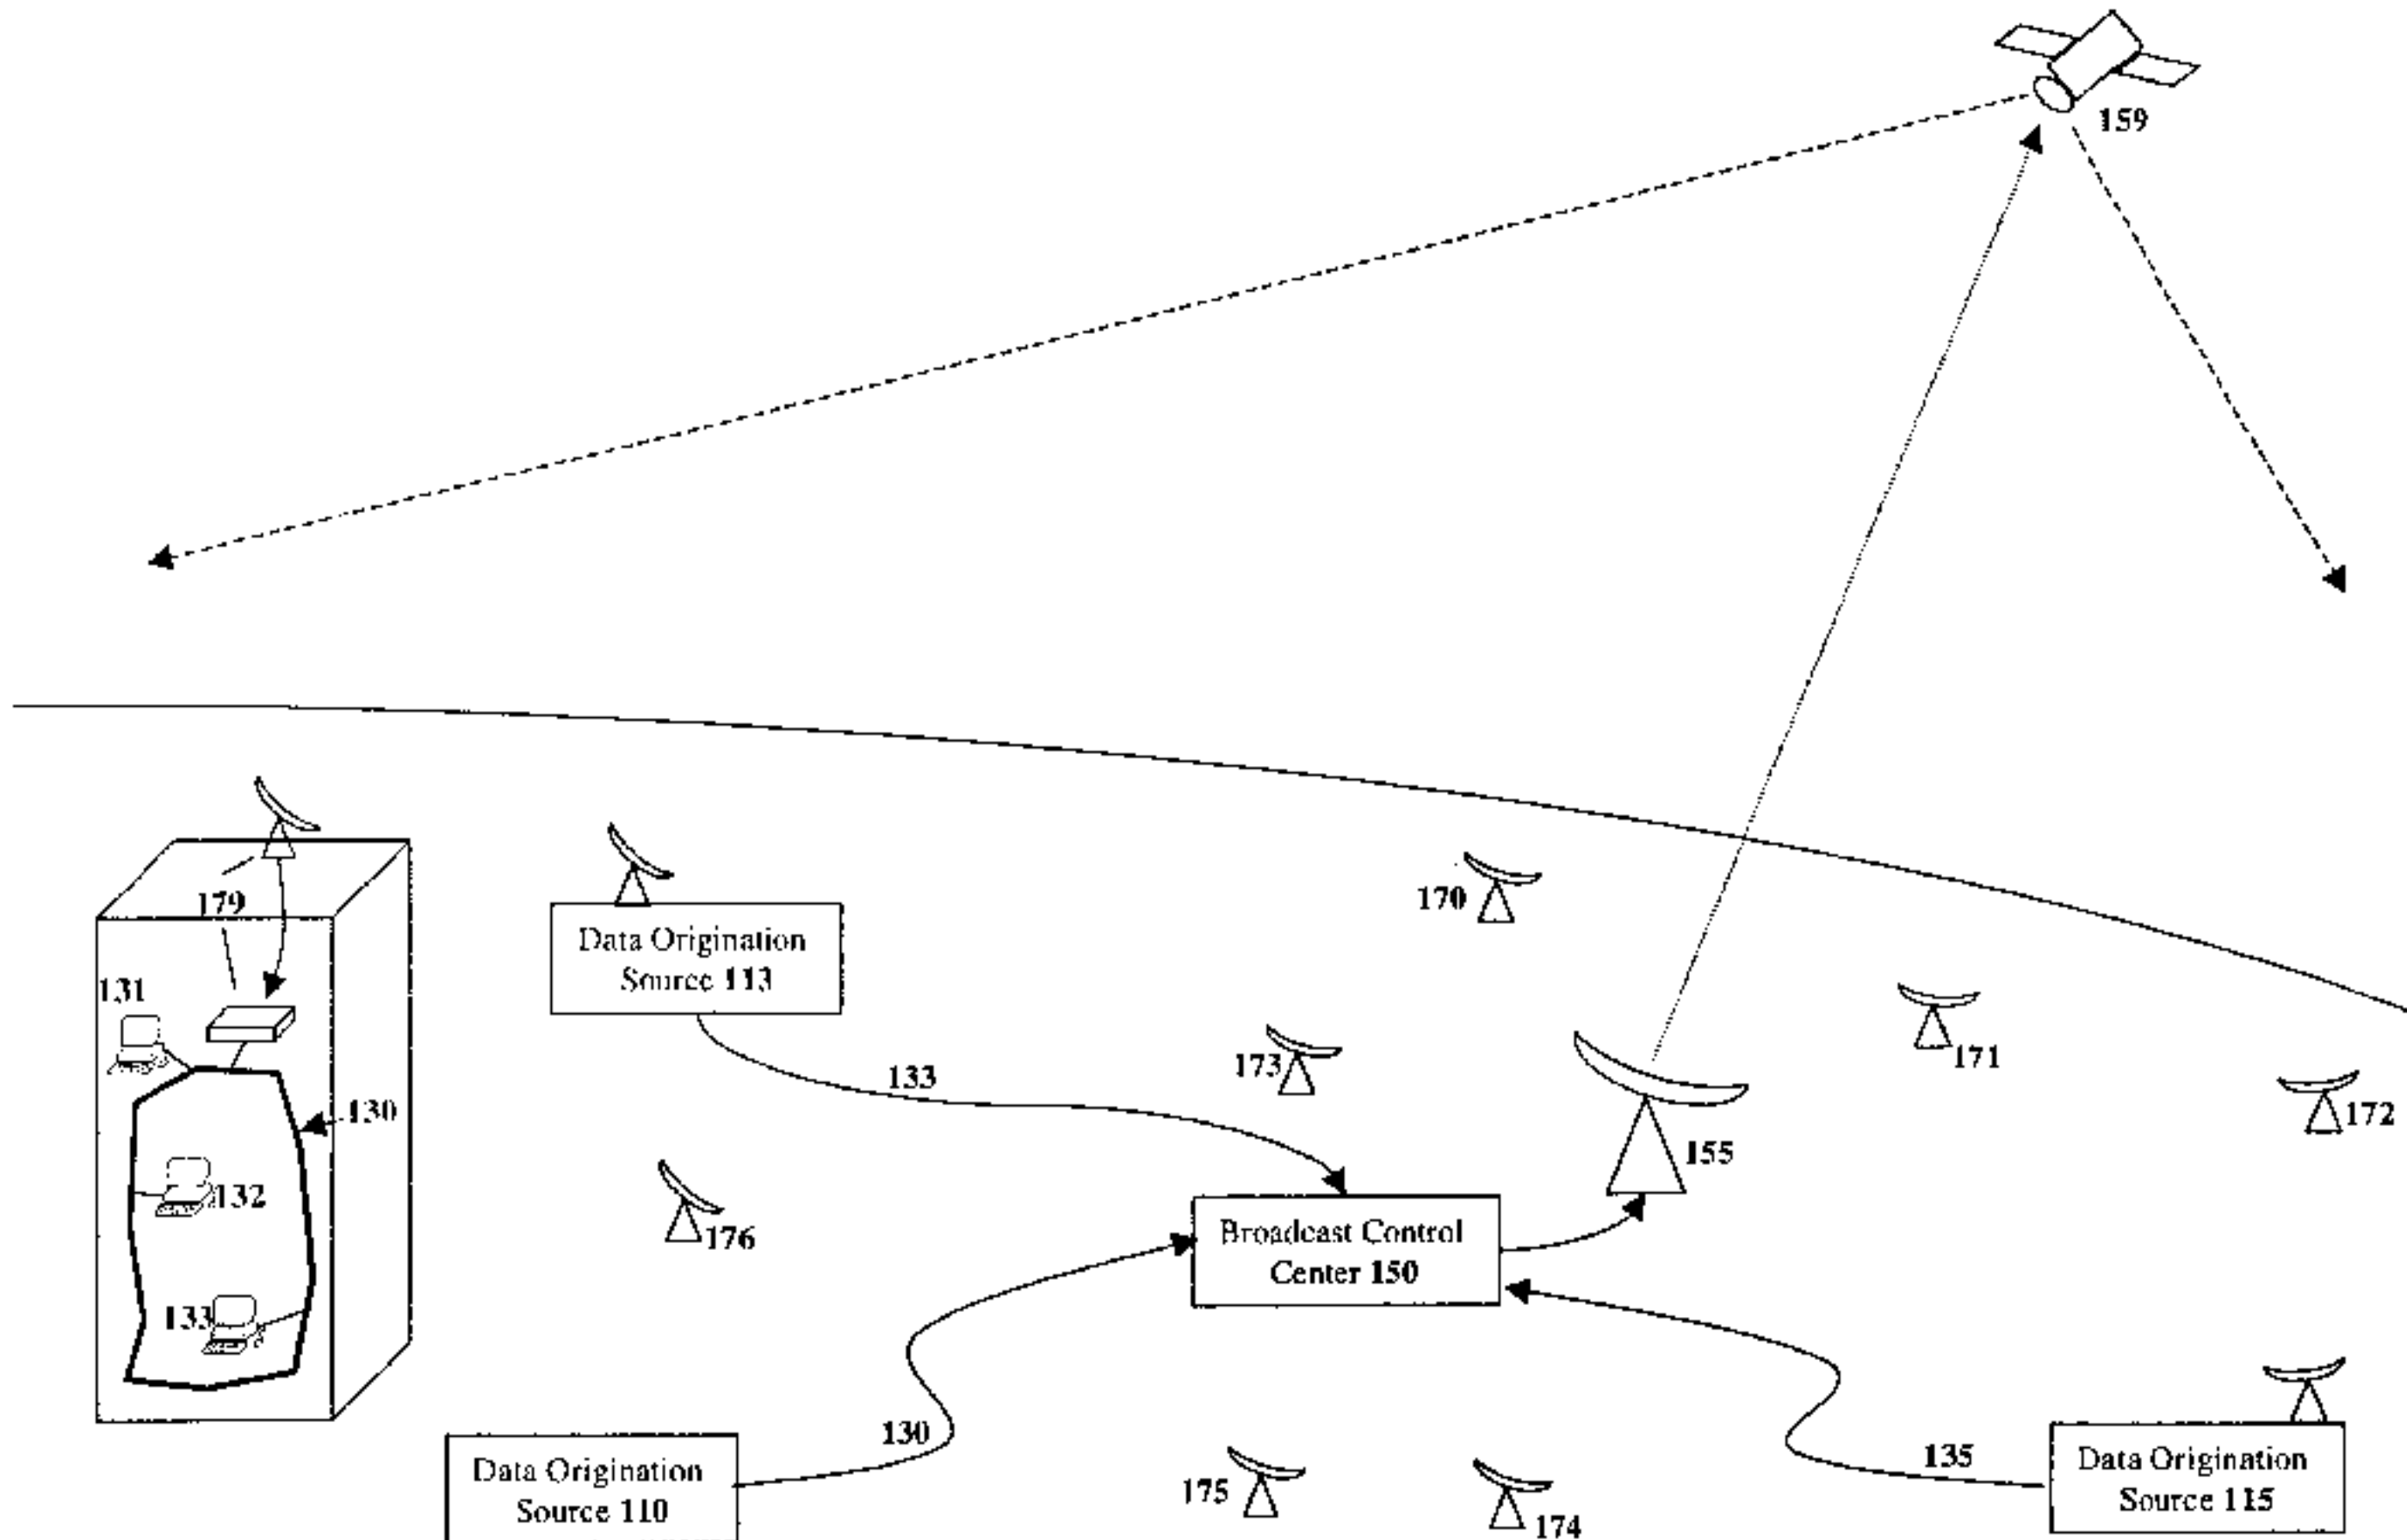 159
179
131
130
132
133
Data Origination
Source 113
133
170
173
171
172
155
176
Broadcast Control
Center 150
130
Data Origination
Source 110
175
174
135
Data Origination
Source 115